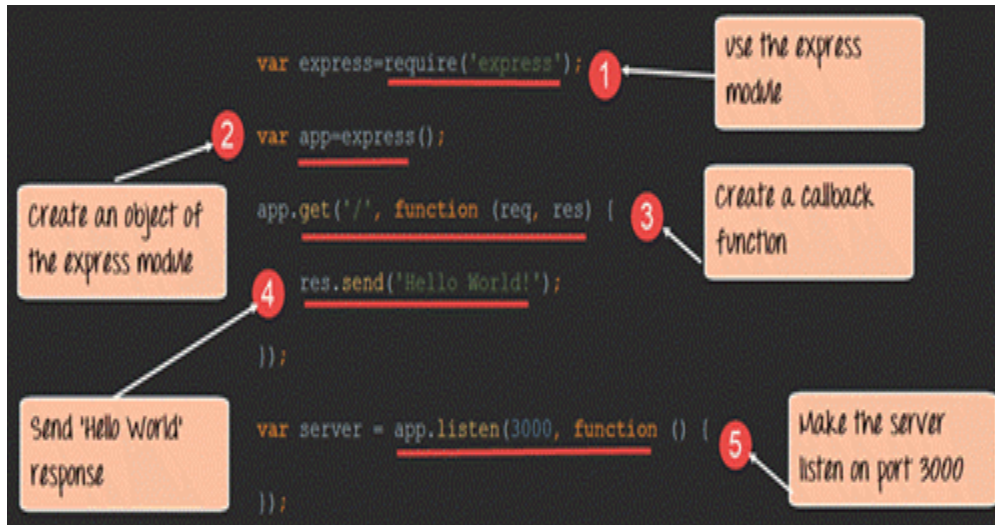 var express=require('express');
1
use the express
module
2
var app=express();
Create an object of
the express module
app.get('/', function (req, res) {
3
Create a callback
function
4
res.send('Hello World!');
});
Send 'Hello World'
response
var server = app.listen(3000, function () {
5
Make the server
listen on port 3000
});